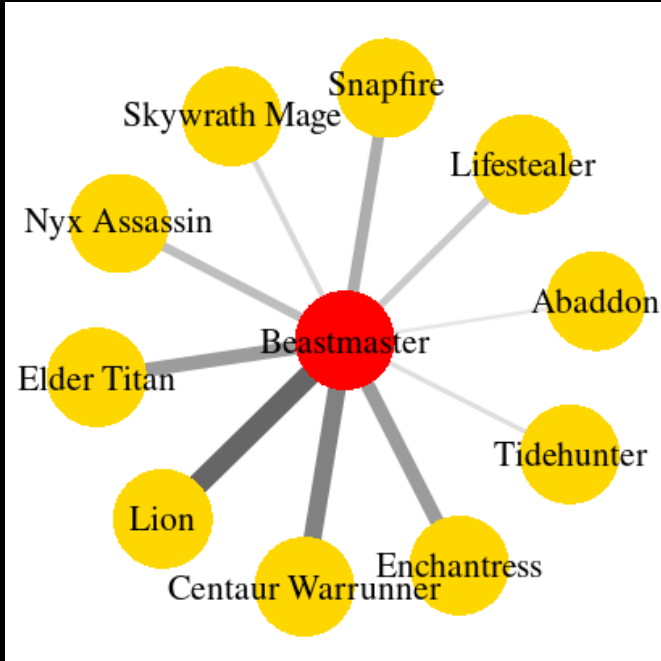 Snapfire
Skywrath Mage
Lifestealer
Nyx Assassin
Abaddon
Beastmaster
Elder Titan
Tidehunter
Lion
Enchantress
Centaur Warrunner